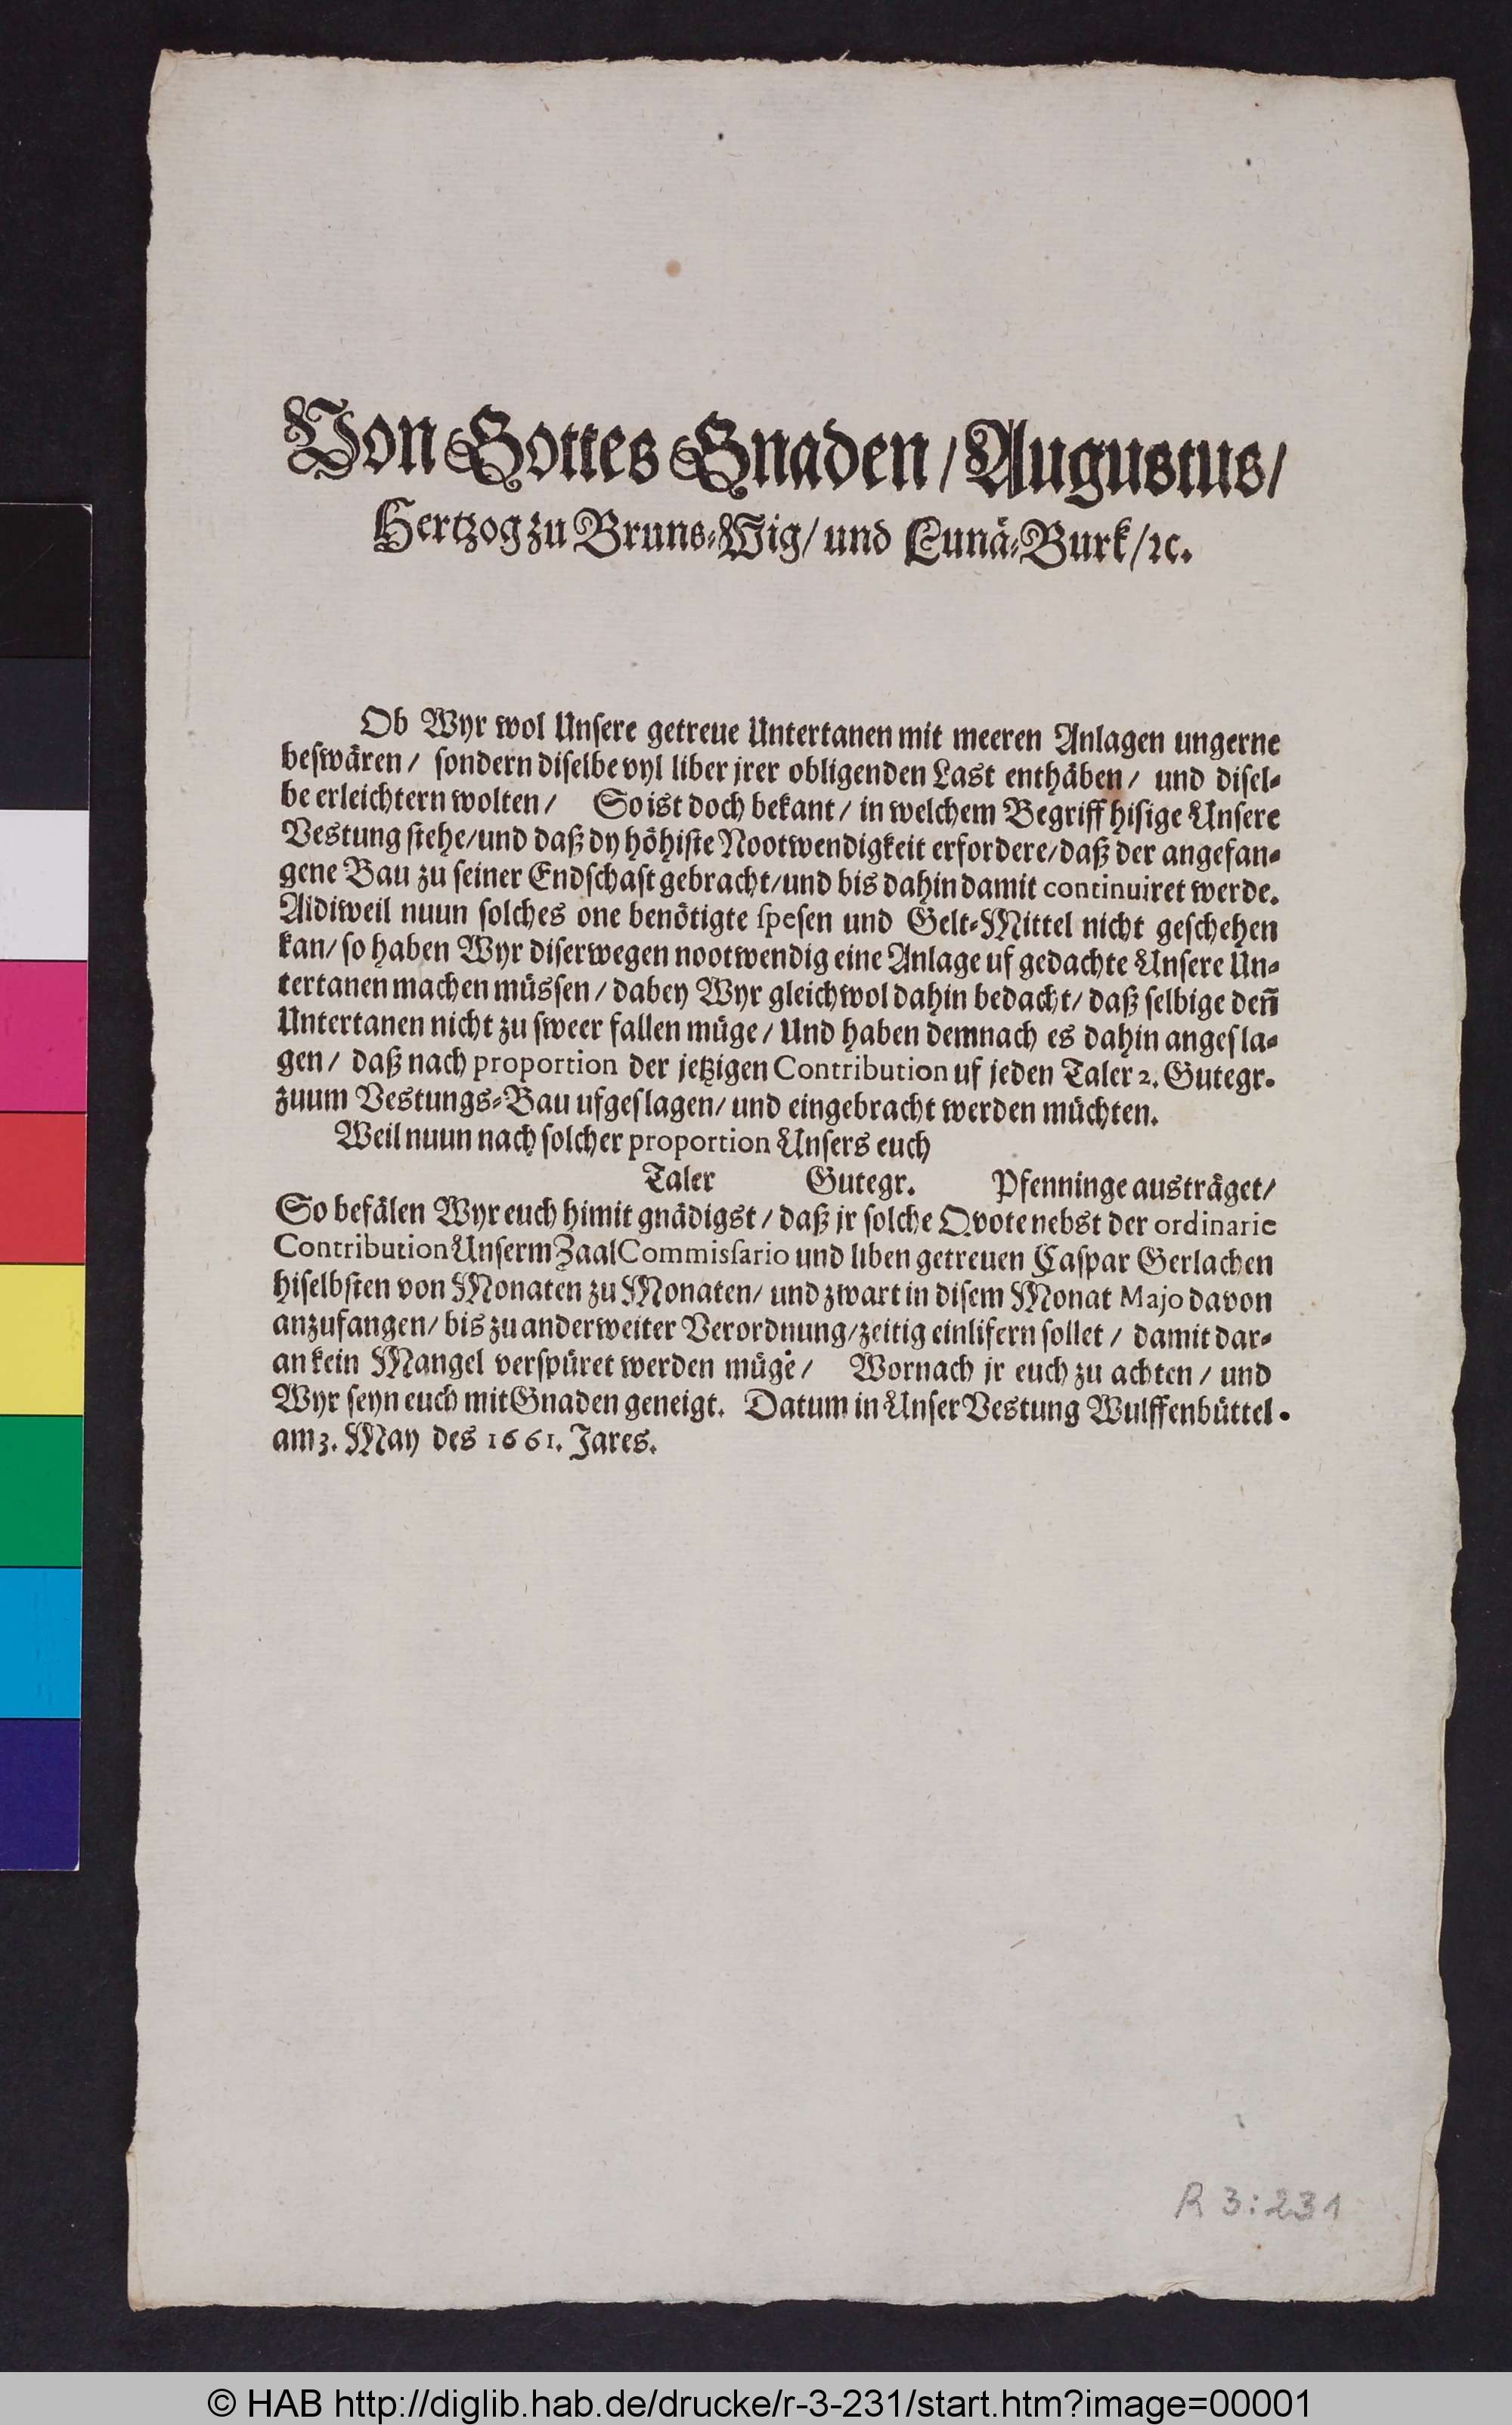 Von Gottes Gnaden / Augustus /
Hertzog zu Bruns-Wig / und Lunä-Burk / ꝛc.
Ob Wyr wol Unsere getreue Untertanen mit meeren Anlagen ungerne
beswären / sondern diselbe vyl liber jrer obligenden Last enthäben / und disel-
be erleichtern wolten / So ist doch bekant / in welchem Begriff hisige Unsere
Vestung stehe / und daß dy höhiste Nootwendigkeit erfordere / daß der angefan-
gene Bau zu seiner Endschaft gebracht / und bis dahin damit continuiret werde.
Aldiweil nuun solches one benötigte spesen und Gelt-Mittel nicht geschehen
kan / so haben Wyr diserwegen nootwendig eine Anlage uf gedachte Unsere Un-
tertanen machen müssen / dabey Wyr gleichwol dahin bedacht / daß selbige den̄
Untertanen nicht zu sweer fallen müge / Und haben demnach es dahin angesla-
gen / daß nach proportion der jetzigen Contribution uf jeden Taler 2. Gutegr.
zuum Vestungs-Bau ufgeslagen / und eingebracht werden müchten.
Weil nuun nach solcher proportion Unsers euch
Taler Gutegr. Pfenninge austräget /
So befälen Wyr euch himit gnädigst / daß jr solche Qvote nebst der ordinarie
Contribution Unserm Zaal Commissario und liben getreuen Caspar Gerlachen
hiselbsten von Monaten zu Monaten / und zwart in disem Monat Majo davon
anzufangen / bis zu anderweiter Verordnung / zeitig einlifern sollet / damit dar-
an kein Mangel verspüret werden müge / Wornach jr euch zu achten / und
Wyr seyn euch mit Gnaden geneigt. Datum in Unser Vestung Wulffenbüttel.
am 3. May des 1661. Jares.
R 3:231
© HAB http://diglib.hab.de/drucke/r-3-231/start.htm?image=00001